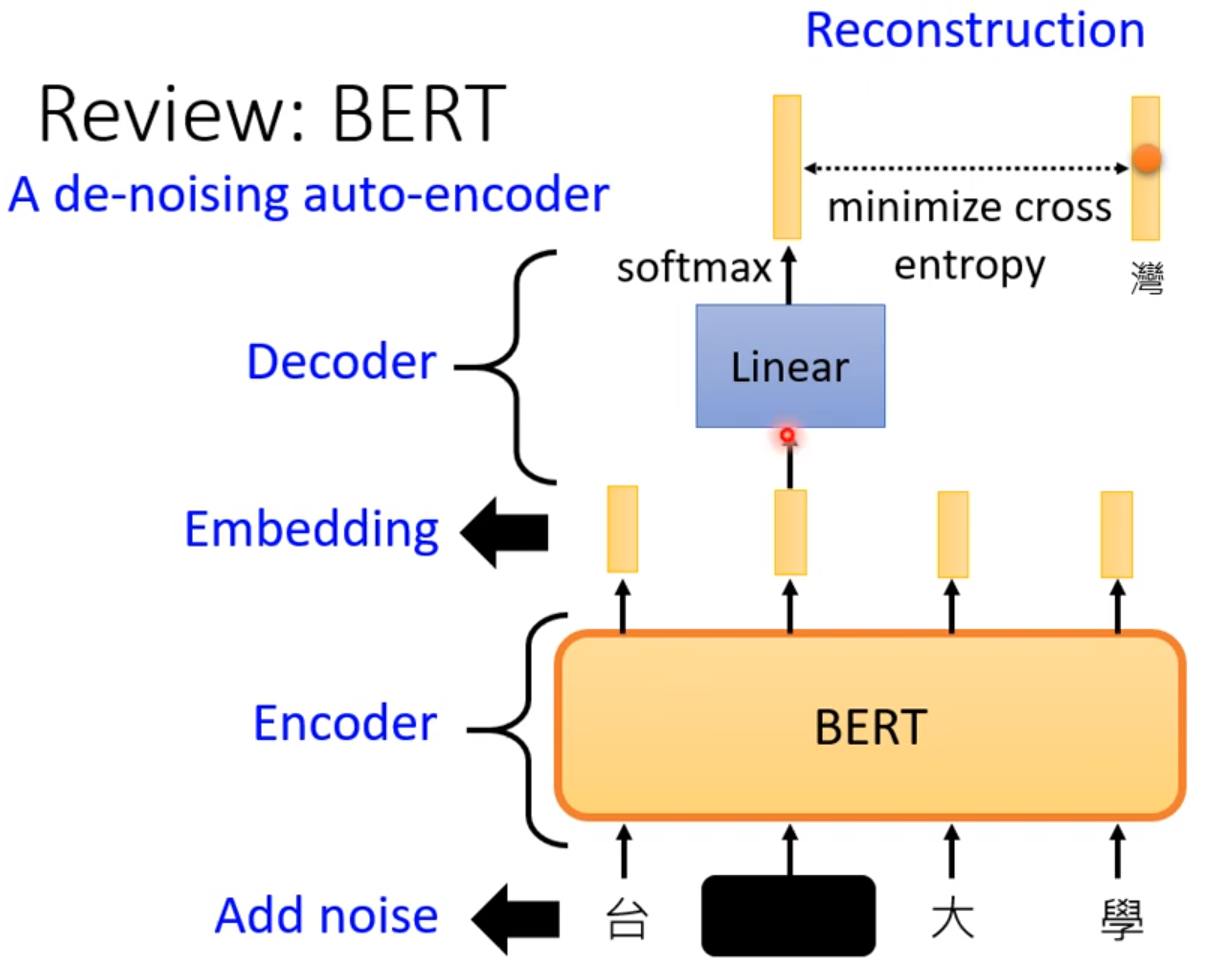 Reconstruction
Review: BERT
A de-noising auto-encoder
minimize cross
entropy
softmax
灣
Decoder
Linear
Embedding
Encoder
BERT
Add noise
台 大 學